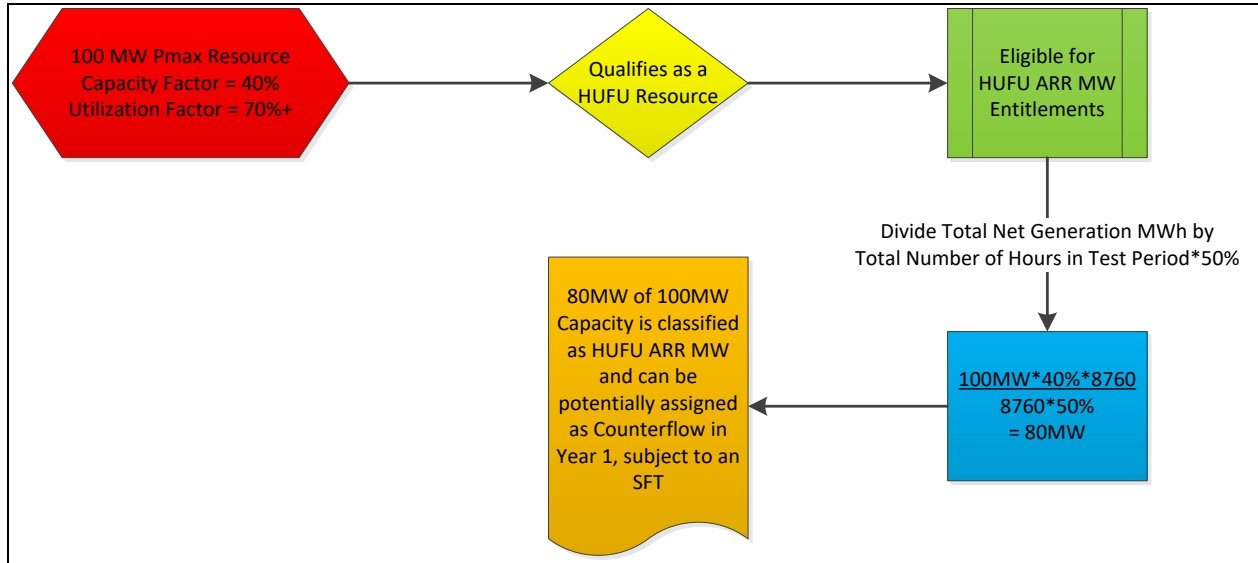 100 MW Pmax Resource
Capacity Factor = 40%
Utilization Factor = 70%+
Qualifies as a
HUFU Resource
Eligible for
HUFU ARR MW
Entitlements
Divide Total Net Generation MWh by
Total Number of Hours in Test Period*50%
100MW*40%*8760
8760*50%
= 80MW
80MW of 100MW
Capacity is classified
as HUFU ARR MW
and can be
potentially assigned
as Counterflow in
Year 1, subject to an
SFT